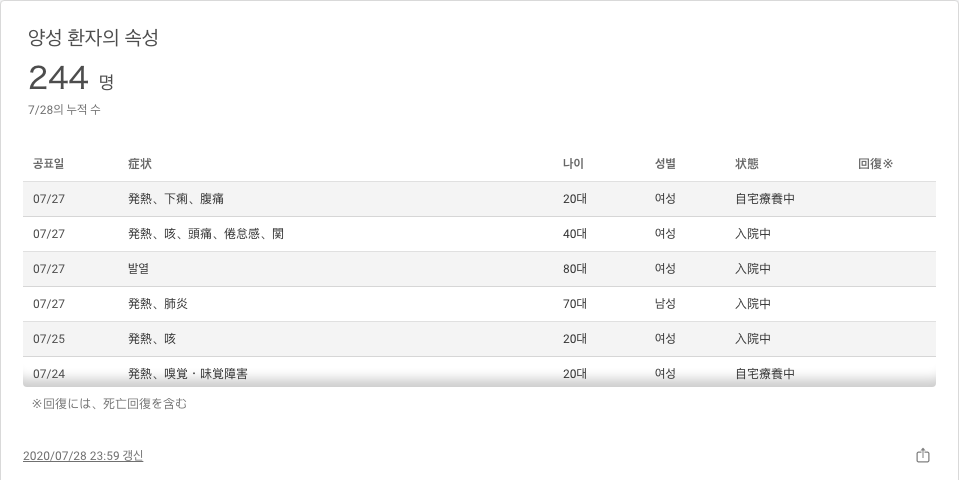 양성 환자의 속성
244 명
7/28의 누적 수
공표일 症状 나이 성별 状態 回復※
07/27 発熱、下痢、腹痛 20대 여성 自宅療養中
07/27 発熱、咳、頭痛、倦怠感、関 40대 여성 入院中
07/27 발열 80대 여성 入院中
07/27 発熱、肺炎 70대 남성 入院中
07/25 発熱、咳 20대 여성 入院中
07/24 発熱、嗅覚・味覚障害 20대 여성 自宅療養中
※回復には、死亡回復を含む
2020/07/28 23:59 갱신